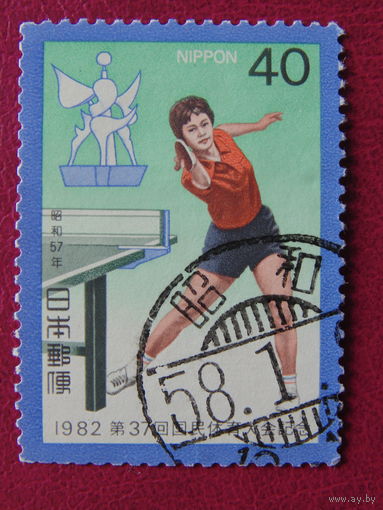 NIPPON 40
昭和57年
日本郵便
昭和
58.1.
1982 第37回国民体育大会記念
ay.by